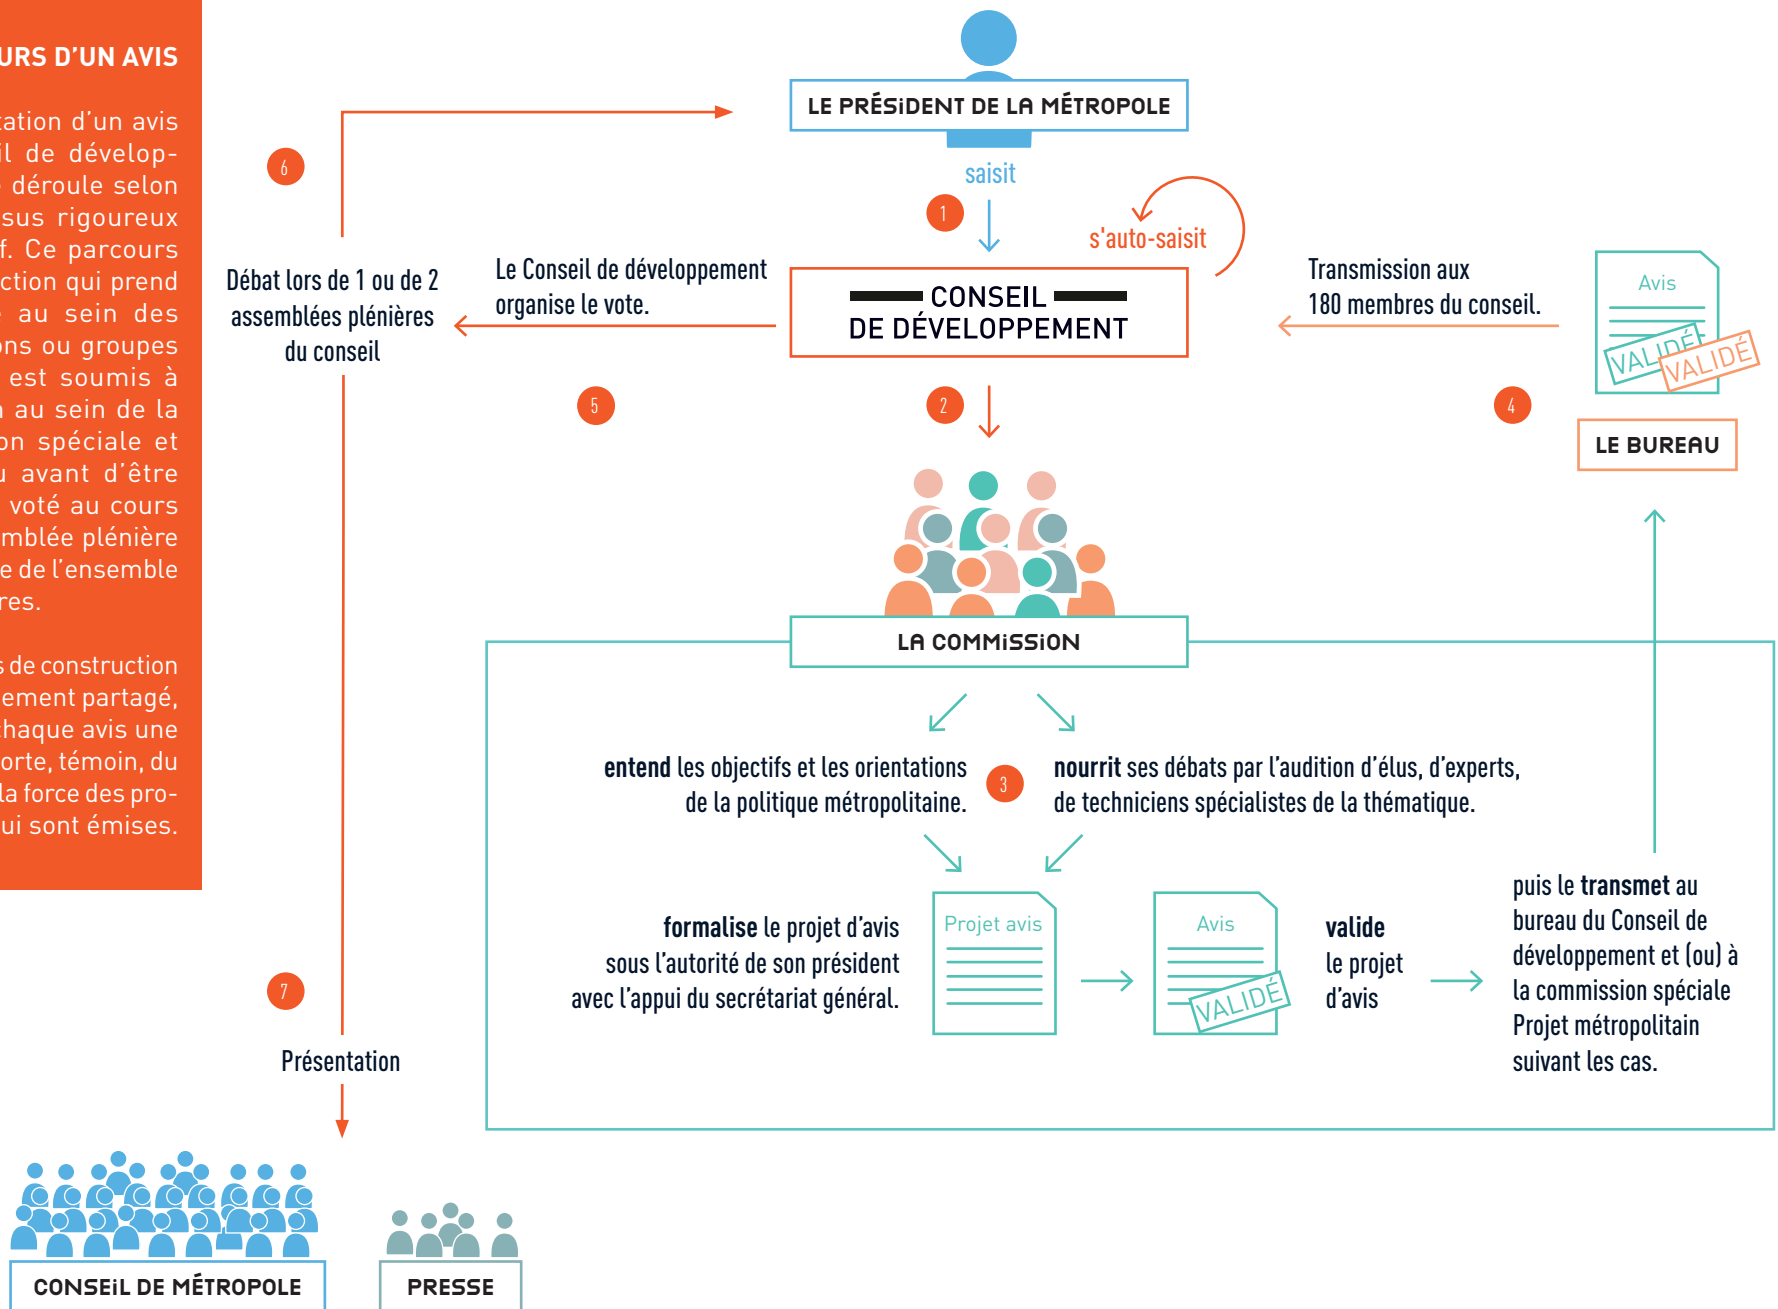 URS D'UN AVIS
ation d'un avis
il de dévelop-
déroule selon
sus rigoureux
f. Ce parcours
ction qui prend
au sein des
ons ou groupes
est soumis à
au sein de la
on spéciale et
u avant d'être
voté au cours
mblée plénière
e de l'ensemble
res.
s de construction
ement partagé,
chaque avis une
orte, témoin, du
la force des pro-
ui sont émises.
LE PRÉSiDENT DE LA MÉTROPOLE
saisit
1
s'auto-saisit
CONSEIL
DE DÉVELOPPEMENT
2
6
Débat lors de 1 ou de 2
assemblées plénières
du conseil
Le Conseil de développement
organise le vote.
5
Transmission aux
180 membres du conseil.
4
Avis
VALIDÉ
VALIDÉ
LE BUREAU
LA COMMiSSiON
entend les objectifs et les orientations
de la politique métropolitaine.
3
nourrit ses débats par l'audition d'élus, d'experts,
de techniciens spécialistes de la thématique.
formalise le projet d'avis
sous l'autorité de son président
avec l'appui du secrétariat général.
Projet avis
Avis
VALIDÉ
valide
le projet
d'avis
puis le transmet au
bureau du Conseil de
développement et (ou) à
la commission spéciale
Projet métropolitain
suivant les cas.
7
Présentation
CONSEiL DE MÉTROPOLE
PRESSE